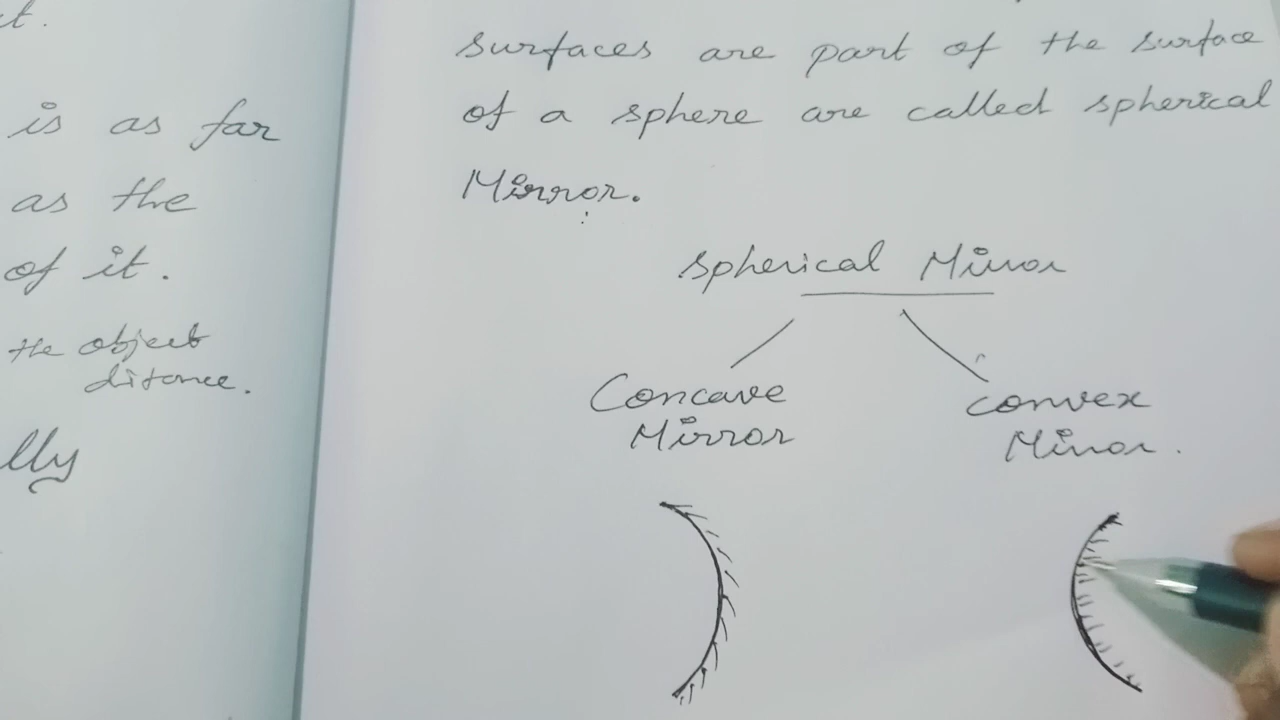 is as far
as the
of it.
the object
distance.
surfaces are part of the surface
of a sphere are called spherical
Mirror.
Spherical Mirror
Concave
Mirror
Convex
Mirror.